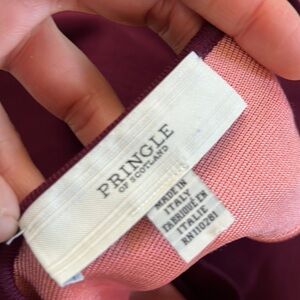 PRINGLE
OF SCOTLAND
MADE IN
ITALY
FABRIQUÉ EN
ITALIE
RN110281